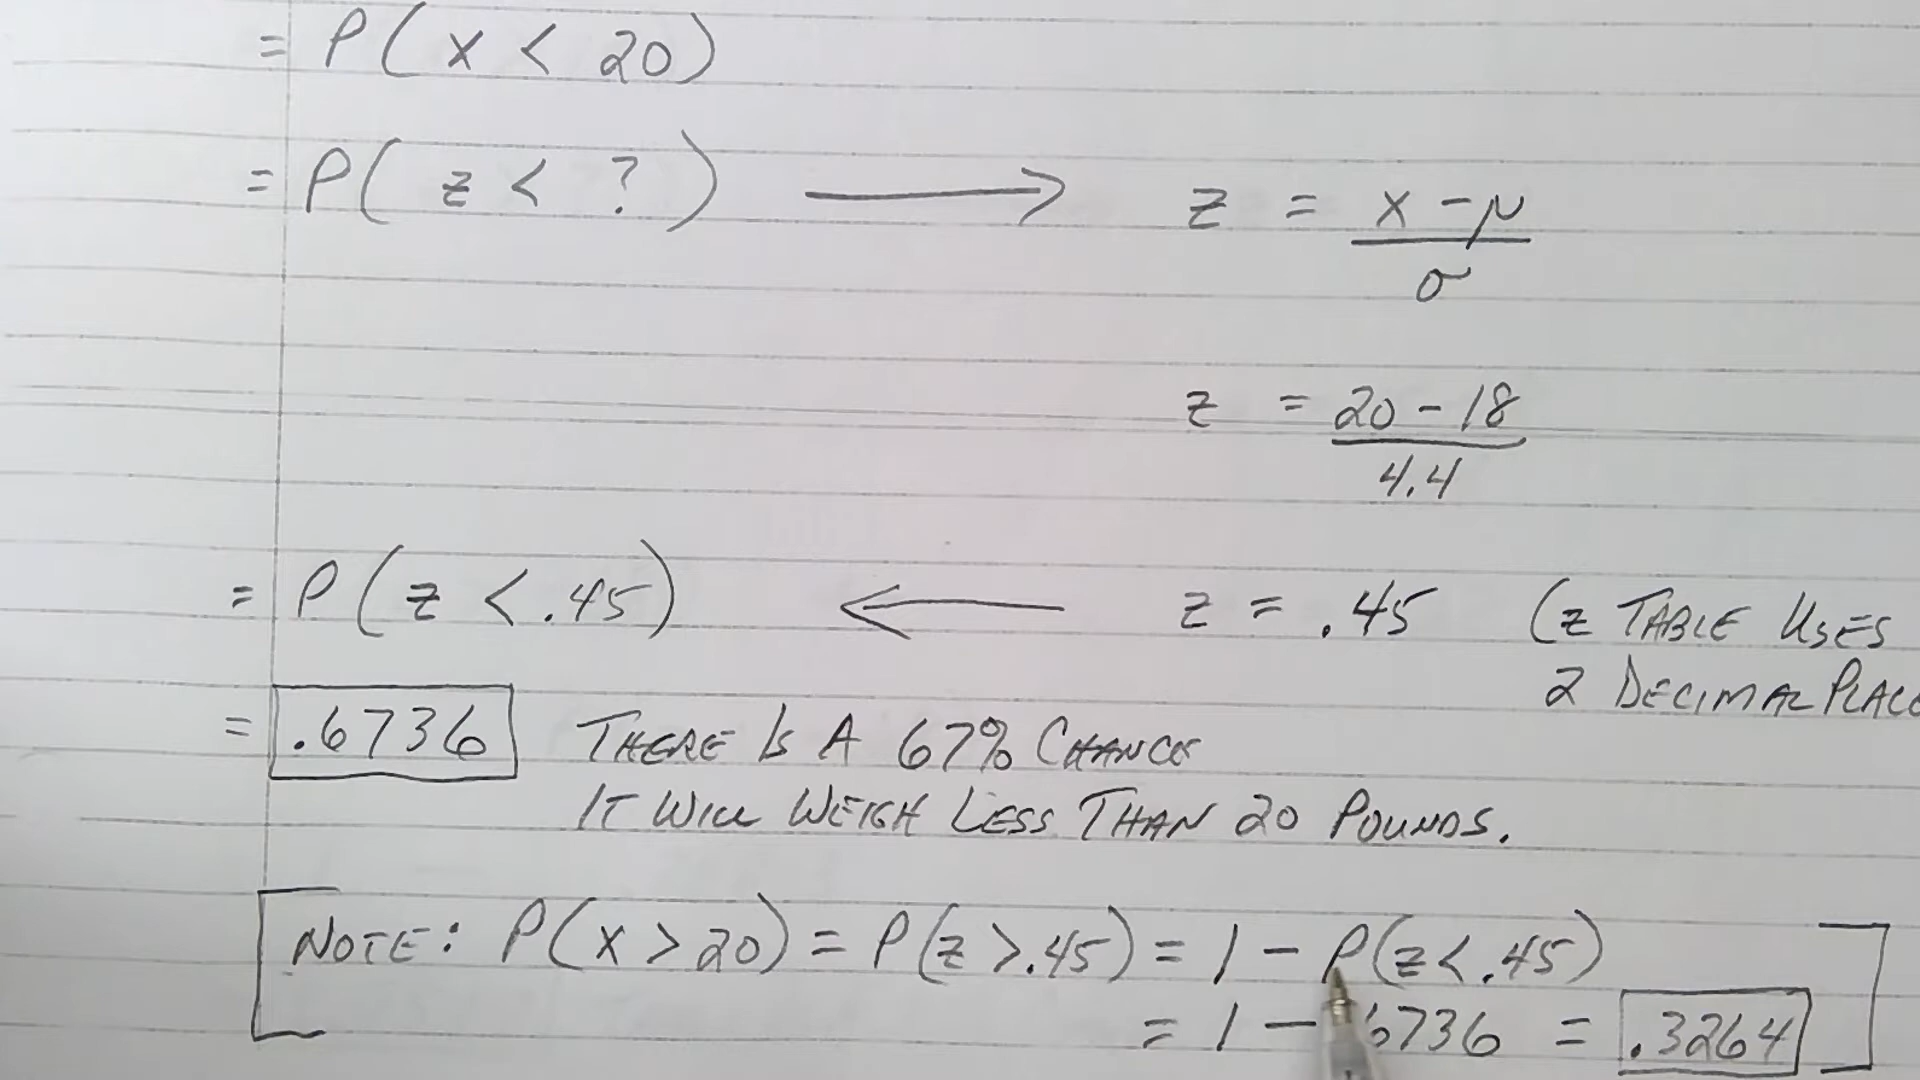 = P(x < 20)
= P(z < ?) ⟶ z = x - μ
σ
z = 20 - 18
4.4
= P(z < .45) ⟵ z = .45 (z TABLE USES
2 DECIMAL PLACE
= .6736 THERE IS A 67% CHANCE
IT WILL WEIGH LESS THAN 20 POUNDS.
NOTE: P(x > 20) = P(z > .45) = 1 - P(z < .45)
= 1 - 6736 = .3264